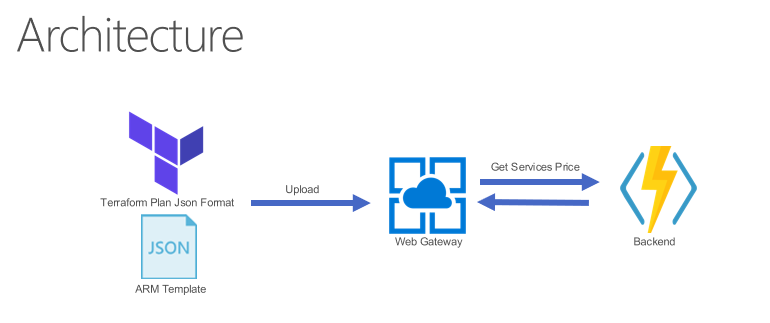 Architecture
Terraform Plan Json Format
JSON
ARM Template
Upload
Web Gateway
Get Services Price
Backend